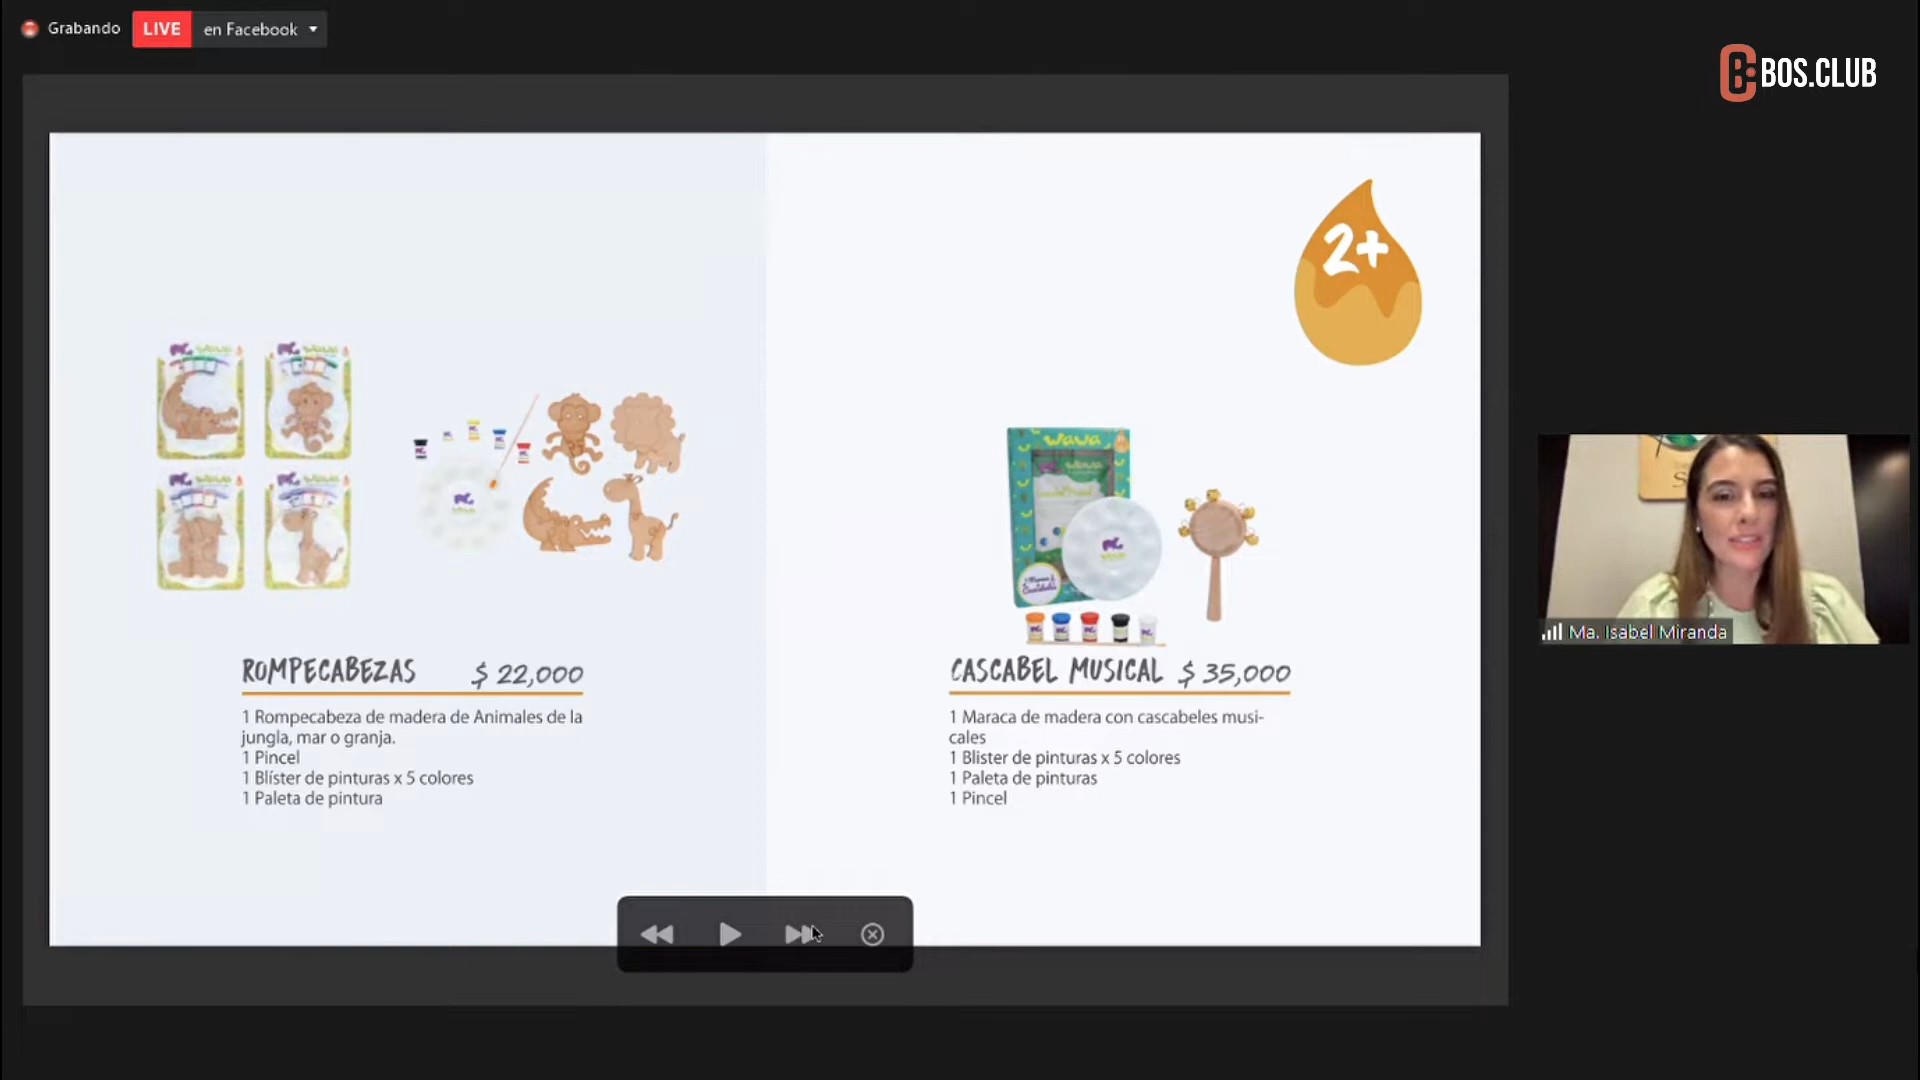 Grabando
LIVE
en Facebook
BOS.CLUB
2+
wawa
wawa
ROMPECABEZAS $ 22,000
1 Rompecabeza de madera de Animales de la
jungla, mar o granja.
1 Pincel
1 Blíster de pinturas x 5 colores
1 Paleta de pintura
CASCABEL MUSICAL $ 35,000
1 Maraca de madera con cascabeles musi-
cales
1 Blister de pinturas x 5 colores
1 Paleta de pinturas
1 Pincel
Ma. Isabel Miranda